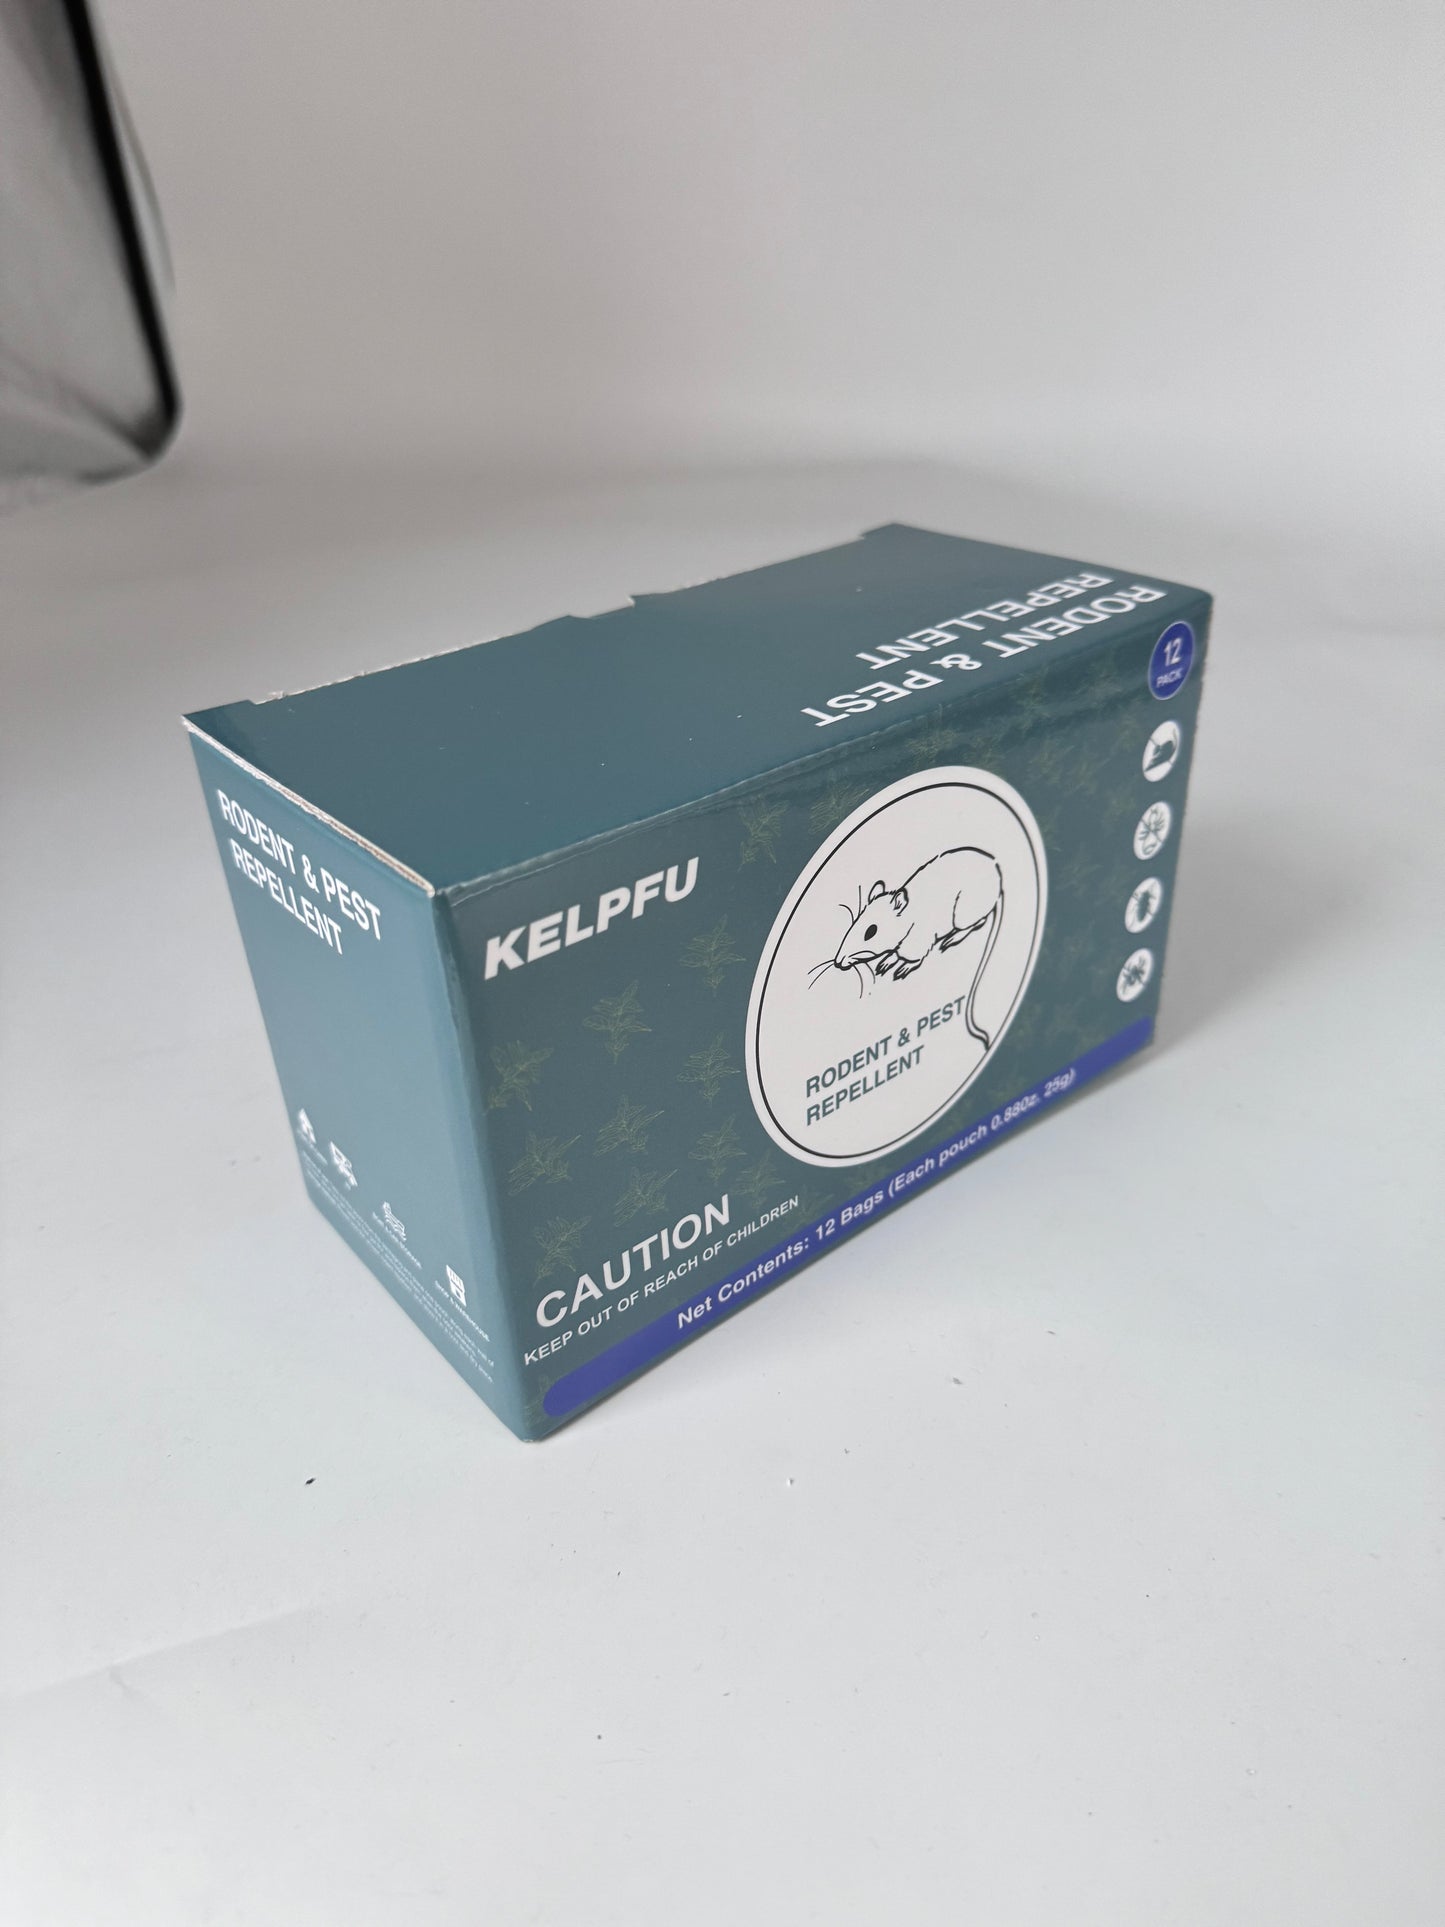 RODENT & PEST
REPELLENT
12
PACK
RODENT & PEST
REPELLENT
KELPFU
RODENT & PEST
REPELLENT
CAUTION
KEEP OUT OF REACH OF CHILDREN
Net Contents: 12 Bags (Each pouch 0.88Oz. 25g)